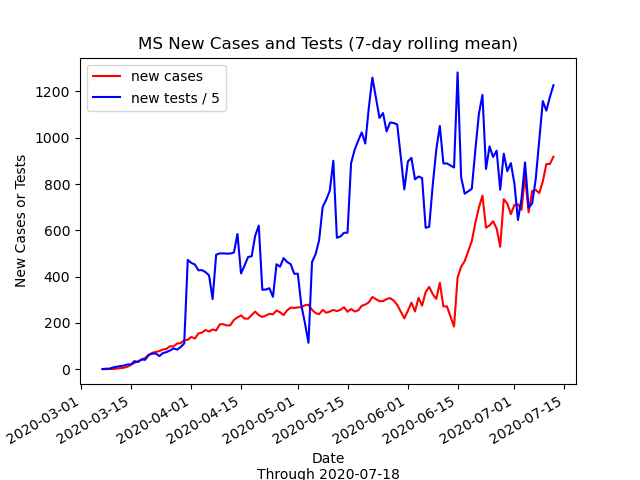 MS New Cases and Tests (7-day rolling mean)
new cases
new tests / 5
New Cases or Tests
1200
1000
800
600
400
200
0
2020-03-01
2020-03-15
2020-04-01
2020-04-15
2020-05-01
2020-05-15
2020-06-01
2020-06-15
2020-07-01
2020-07-15
Date
Through 2020-07-18